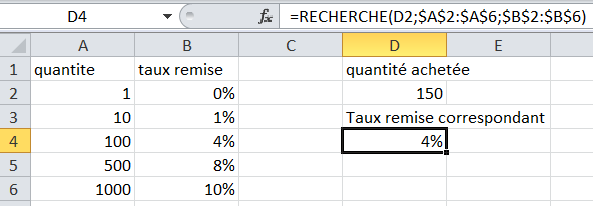 D4 fx =RECHERCHE(D2;$A$2:$A$6;$B$2:$B$6)
A B C D E
1 quantite taux remise quantité achetée
2 1 0% 150
3 10 1% Taux remise correspondant
4 100 4% 4%
5 500 8%
6 1000 10%